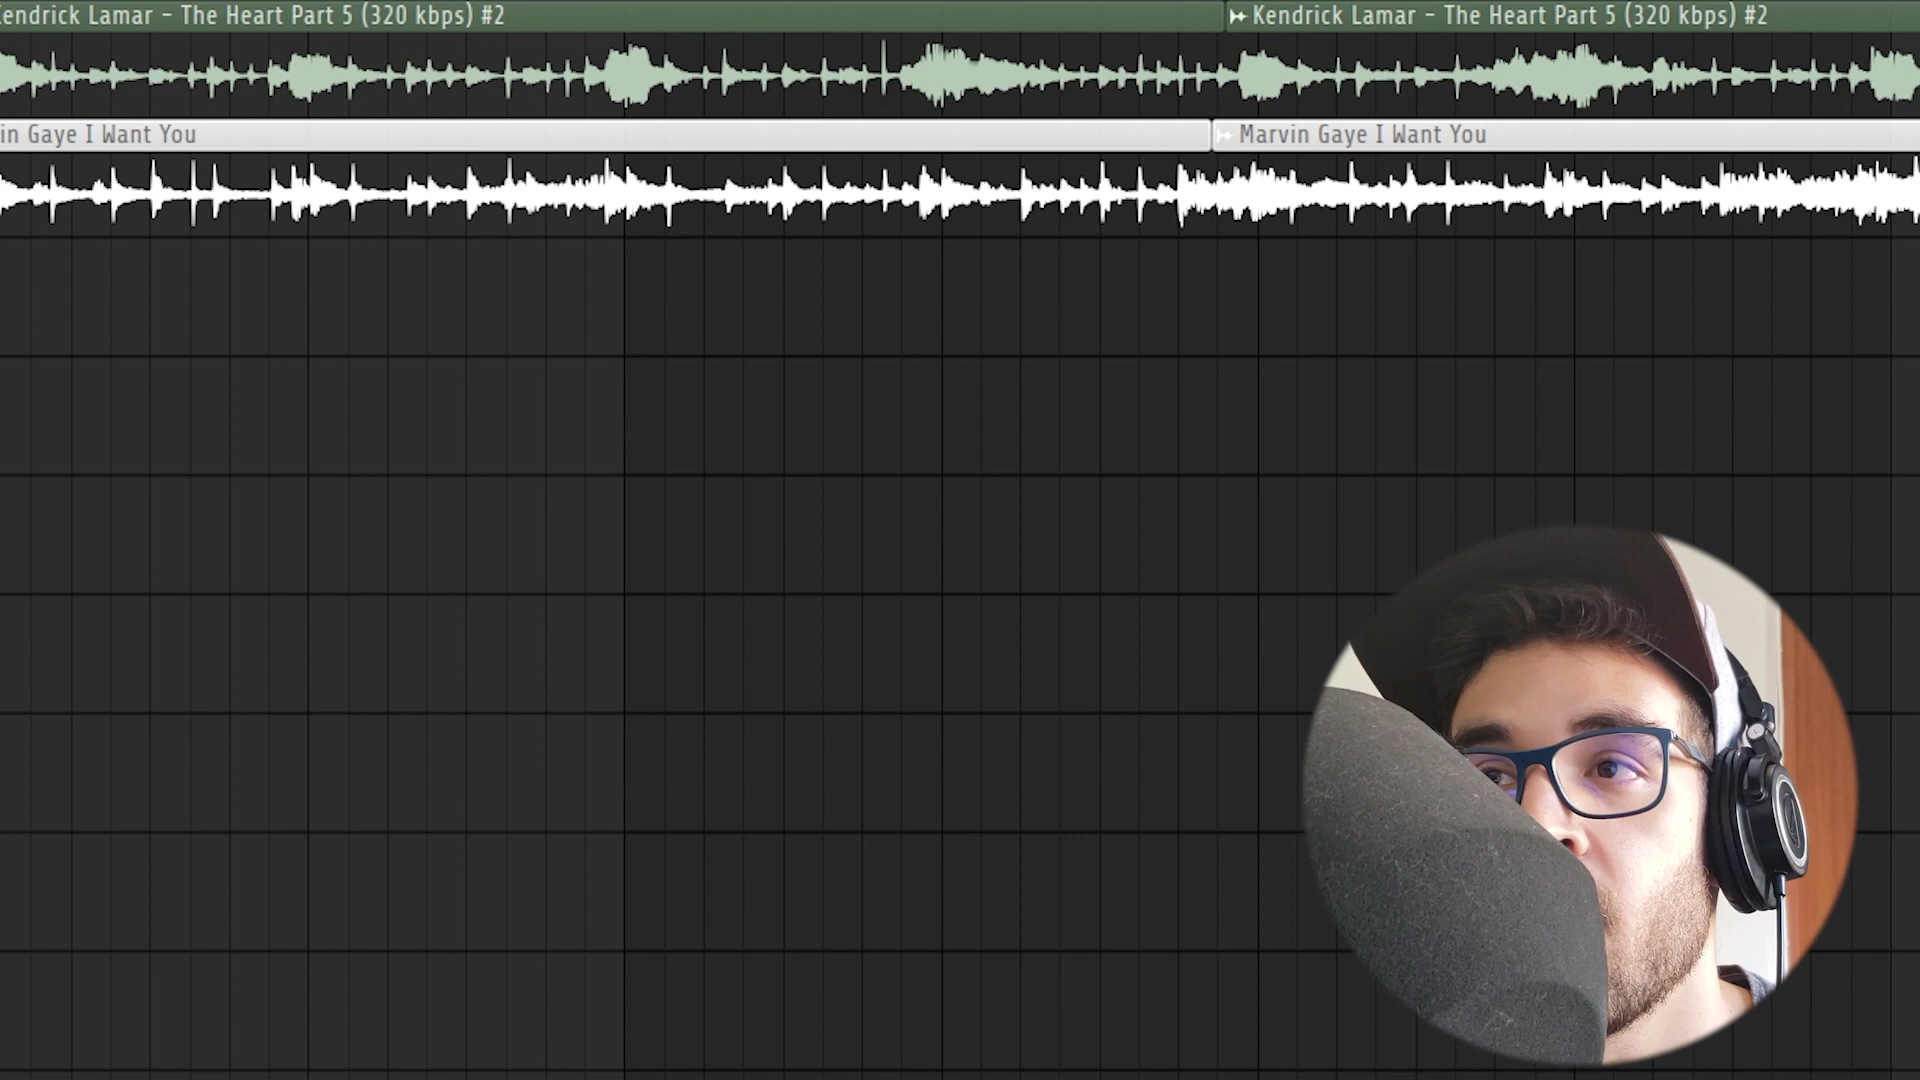 Kendrick Lamar - The Heart Part 5 (320 kbps) #2
Kendrick Lamar - The Heart Part 5 (320 kbps) #2
in Gaye I Want You
Marvin Gaye I Want You